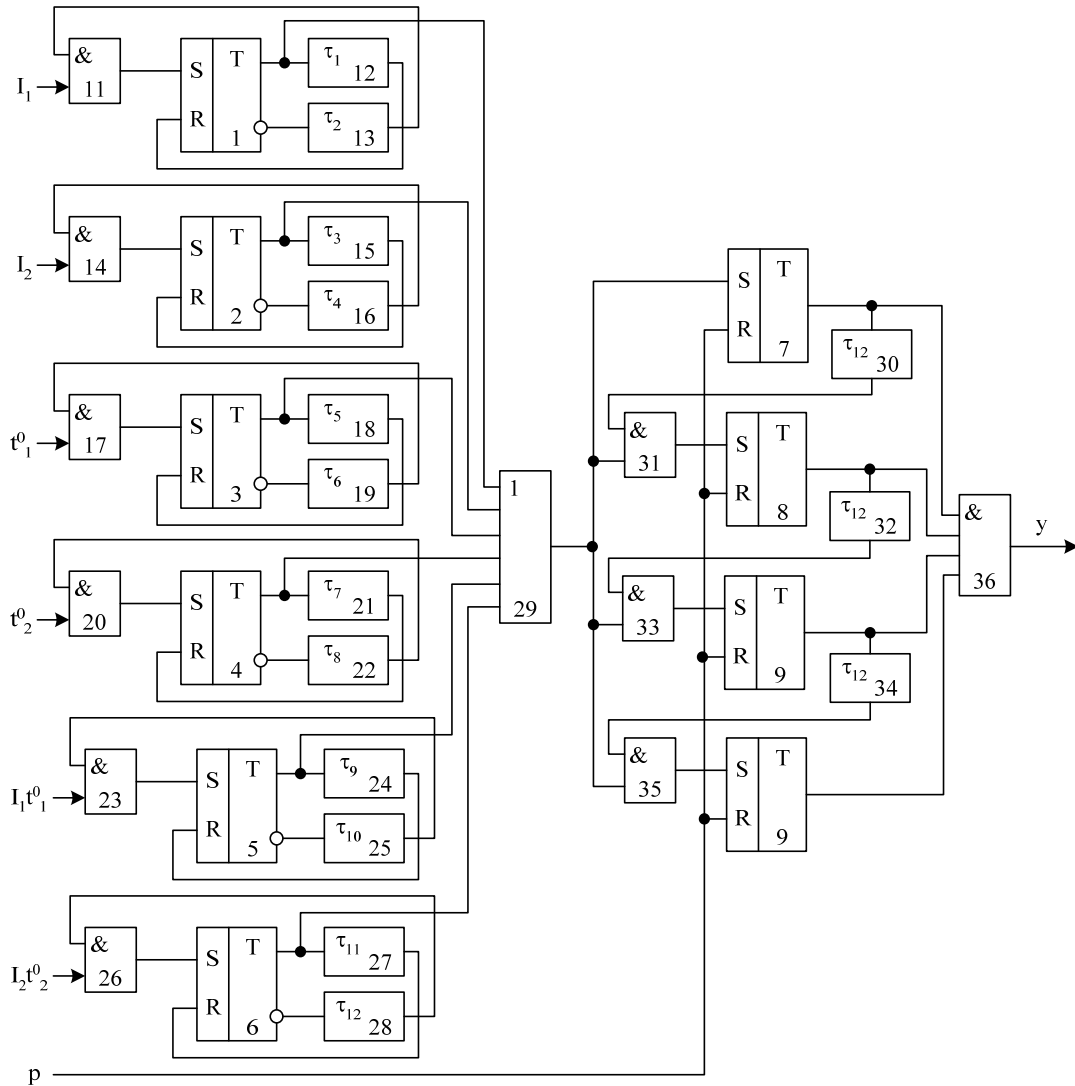 & 11
I₁
S T
R 1
τ₁ 12
τ₂ 13
& 14
I₂
S T
R 2
τ₃ 15
τ₄ 16
& 17
t⁰₁
S T
R 3
τ₅ 18
τ₆ 19
& 20
t⁰₂
S T
R 4
τ₇ 21
τ₈ 22
& 23
I₁t⁰₁
S T
R 5
τ₉ 24
τ₁₀ 25
& 26
I₂t⁰₂
S T
R 6
τ₁₁ 27
τ₁₂ 28
p
1
29
S T
R 7
τ₁₂ 30
& 31
S T
R 8
τ₁₂ 32
& 33
S T
R 9
τ₁₂ 34
& 35
S T
R 9
& 36
y